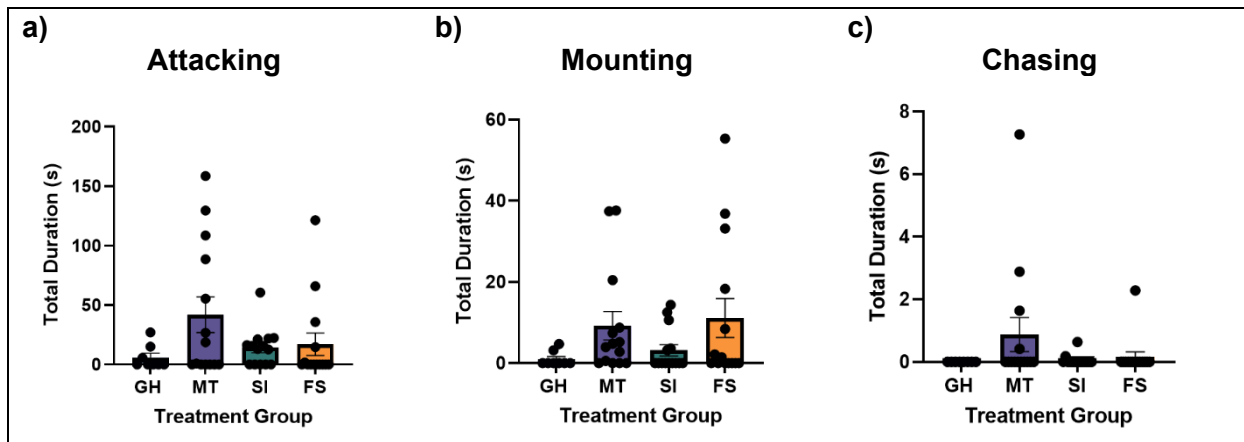 a)
Attacking
200
150
100
50
0
Total Duration (s)
GH MT SI FS
Treatment Group
b)
Mounting
60
40
20
0
Total Duration (s)
GH MT SI FS
Treatment Group
c)
Chasing
8
6
4
2
0
Total Duration (s)
GH MT SI FS
Treatment Group